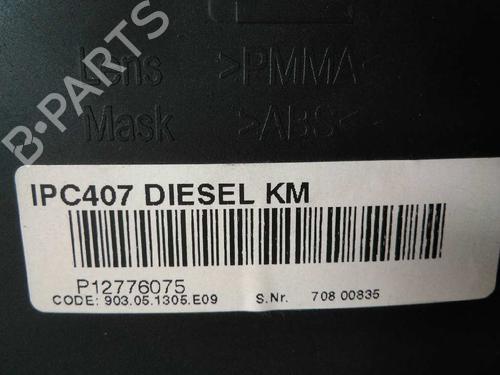 Lens >PMMA<
Mask >ABS<
B-PARTS
IPC407 DIESEL KM
P12776075
CODE: 903.05.1305.E09 S.Nr. 708 00835